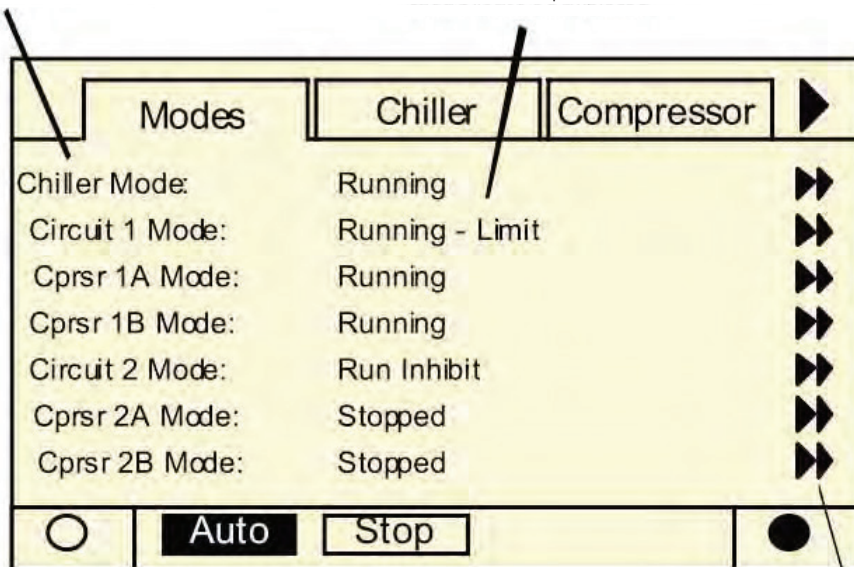 Modes Chiller Compressor
Chiller Mode: Running
Circuit 1 Mode: Running - Limit
Cprsr 1A Mode: Running
Cprsr 1B Mode: Running
Circuit 2 Mode: Run Inhibit
Cprsr 2A Mode: Stopped
Cprsr 2B Mode: Stopped
Auto Stop